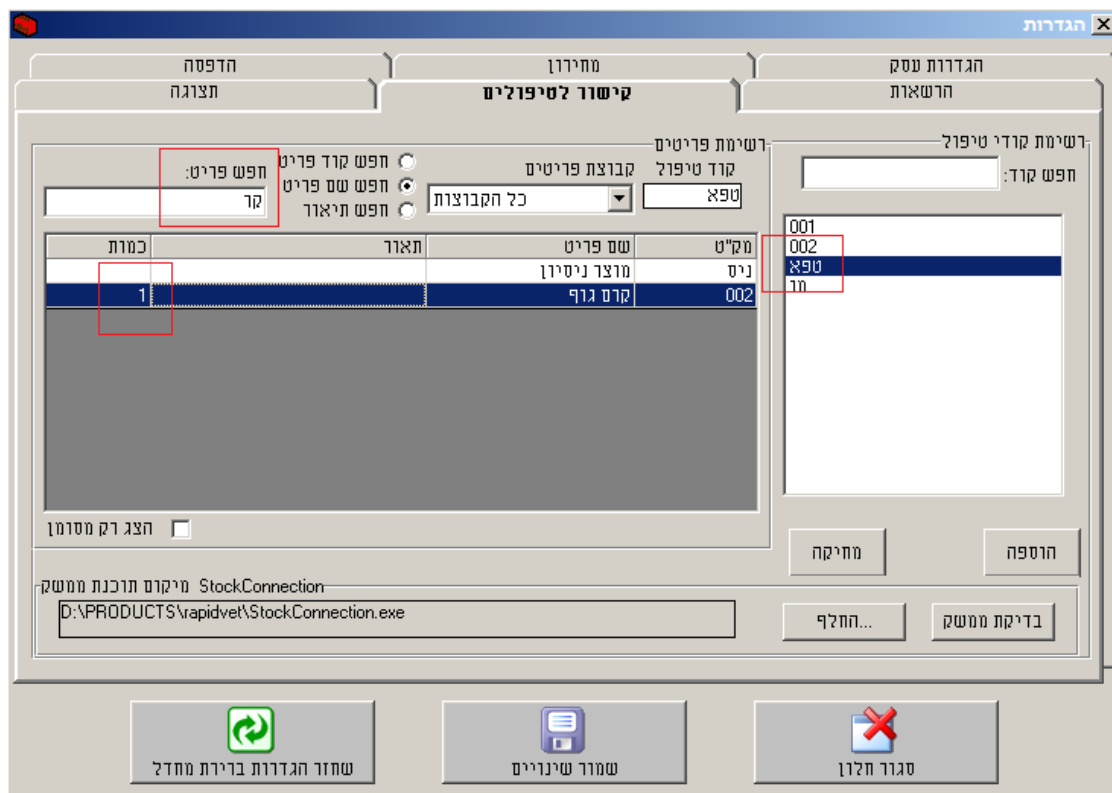 הגדרות
הגדרות עסק
מחירון
הדפסה
הרשאות
קישור לטיפולים
תצוגה
רשימת קודי טיפול
חפש קוד:
001
002
טפא
מר
הוספה
מחיקה
רשימת פריטים
קוד טיפול
טפא
קבוצת פריטים
כל הקבוצות
חפש קוד פריט
חפש שם פריט
חפש תיאור
חפש פריט:
קר
מק"ט שם פריט תאור כמות
ניס מוצר ניסיון
002 קרם גוף 1
הצג רק מסומן
מיקום תוכנת ממשק StockConnection
D:\PRODUCTS\rapidvet\StockConnection.exe
בדיקת ממשק
החלף...
סגור חלון
שמור שינויים
שחזר הגדרות ברירת מחדל